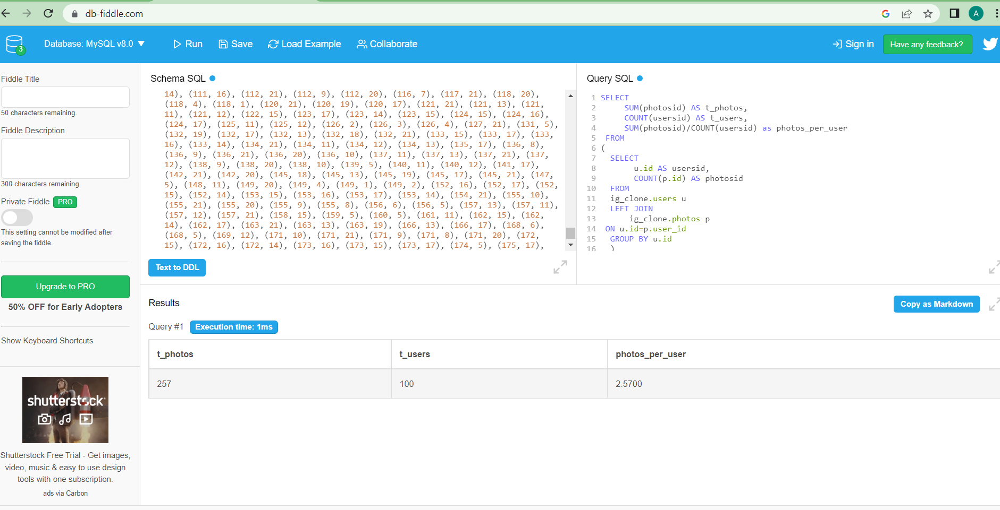 db-fiddle.com
A
3
Database: MySQL v8.0 ▼
Run
Save
Load Example
Collaborate
Sign in
Have any feedback?
Fiddle Title
50 characters remaining.
Fiddle Description
300 characters remaining.
Private Fiddle PRO
This setting cannot be modified after
saving the fiddle.
Upgrade to PRO
50% OFF for Early Adopters
Show Keyboard Shortcuts
shutterstock
Shutterstock Free Trial - Get images,
video, music & easy to use design
tools with one subscription.
ads via Carbon
Schema SQL
14), (111, 16), (112, 21), (112, 9), (112, 20), (116, 7), (117, 21), (118, 20),
(118, 4), (118, 1), (120, 21), (120, 19), (120, 17), (121, 21), (121, 13), (121,
11), (121, 12), (122, 15), (123, 17), (123, 14), (123, 15), (124, 15), (124, 16),
(124, 17), (125, 11), (125, 12), (126, 2), (126, 3), (126, 4), (127, 21), (131, 5),
(132, 19), (132, 17), (132, 13), (132, 18), (132, 21), (133, 15), (133, 17), (133,
16), (133, 14), (134, 21), (134, 11), (134, 12), (134, 13), (135, 17), (136, 8),
(136, 9), (136, 21), (136, 20), (136, 10), (137, 11), (137, 13), (137, 21), (137,
12), (138, 9), (138, 20), (138, 10), (139, 5), (140, 11), (140, 12), (141, 17),
(142, 21), (142, 20), (145, 18), (145, 13), (145, 19), (145, 17), (145, 21), (147,
5), (148, 11), (149, 20), (149, 4), (149, 1), (149, 2), (152, 16), (152, 17), (152,
15), (152, 14), (153, 15), (153, 16), (153, 17), (153, 14), (154, 21), (155, 10),
(155, 21), (155, 20), (155, 9), (155, 8), (156, 6), (156, 5), (157, 13), (157, 11),
(157, 12), (157, 21), (158, 15), (159, 5), (160, 5), (161, 11), (162, 15), (162,
14), (162, 17), (163, 21), (163, 13), (163, 19), (166, 13), (166, 17), (168, 6),
(168, 5), (169, 12), (171, 10), (171, 21), (171, 9), (171, 8), (171, 20), (172,
15), (172, 16), (172, 14), (173, 16), (173, 15), (173, 17), (174, 5), (175, 17),
Text to DDL
Query SQL
1 SELECT
2 SUM(photosid) AS t_photos,
3 COUNT(usersid) AS t_users,
4 SUM(photosid)/COUNT(usersid) as photos_per_user
5 FROM
6 (
7 SELECT
8 u.id AS usersid,
9 COUNT(p.id) AS photosid
10 FROM
11 ig_clone.users u
12 LEFT JOIN
13 ig_clone.photos p
14 ON u.id=p.user_id
15 GROUP BY u.id
16 )
Results
Copy as Markdown
Query #1 Execution time: 1ms
t_photos t_users photos_per_user
257 100 2.5700